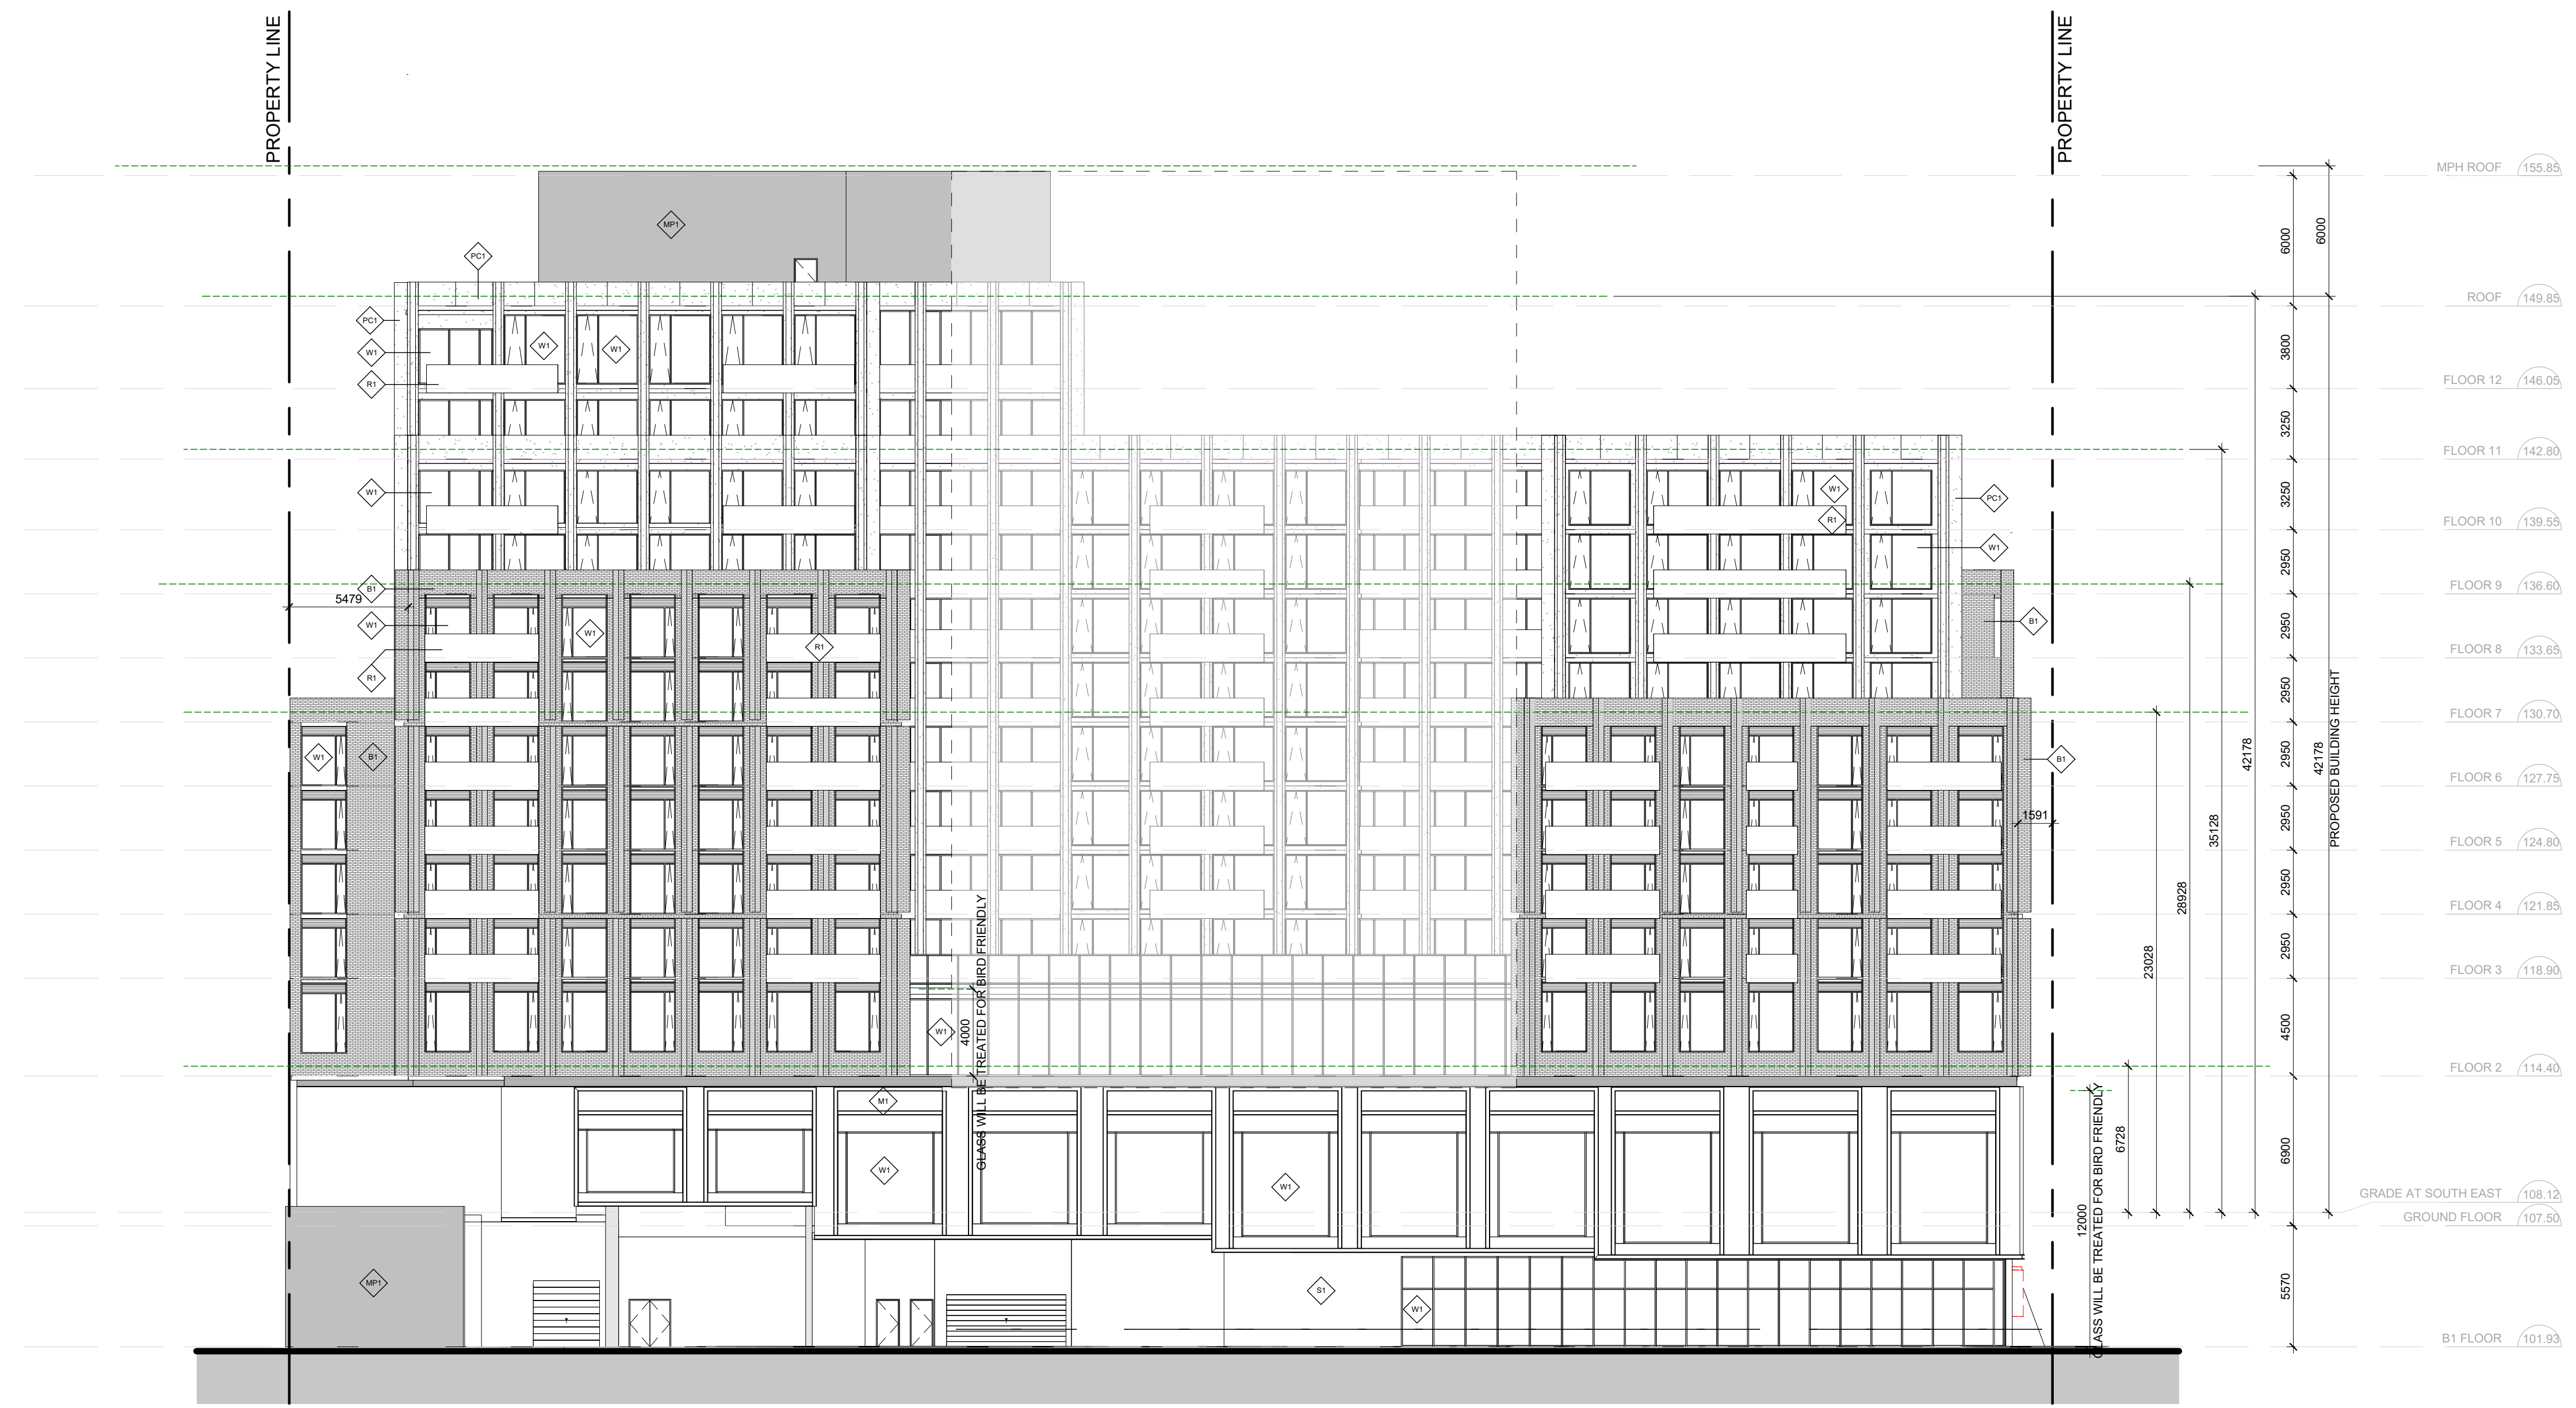 PROPERTY LINE
PROPERTY LINE
MPH ROOF 155.85
MP1
6000
6000
PC1
ROOF 149.85
PC1
W1
W1
W1
3800
R1
FLOOR 12 146.05
3250
FLOOR 11 142.80
W1
W1
PC1
3250
R1
FLOOR 10 139.55
W1
2950
B1
FLOOR 9 136.60
5479
W1
W1
B1
2950
R1
FLOOR 8 133.65
R1
2950
FLOOR 7 130.70
W1
B1
B1
42178
42178
PROPOSED BUILDING HEIGHT
2950
FLOOR 6 127.75
1591
35128
2950
FLOOR 5 124.80
28928
2950
FLOOR 4 121.85
23028
2950
FLOOR 3 118.90
W1
4000
GLASS WILL BE TREATED FOR BIRD FRIENDLY
4500
FLOOR 2 114.40
M1
6728
6900
W1
W1
GRADE AT SOUTH EAST 108.12
GROUND FLOOR 107.50
12000
GLASS WILL BE TREATED FOR BIRD FRIENDLY
MP1
S1
W1
5570
B1 FLOOR 101.93